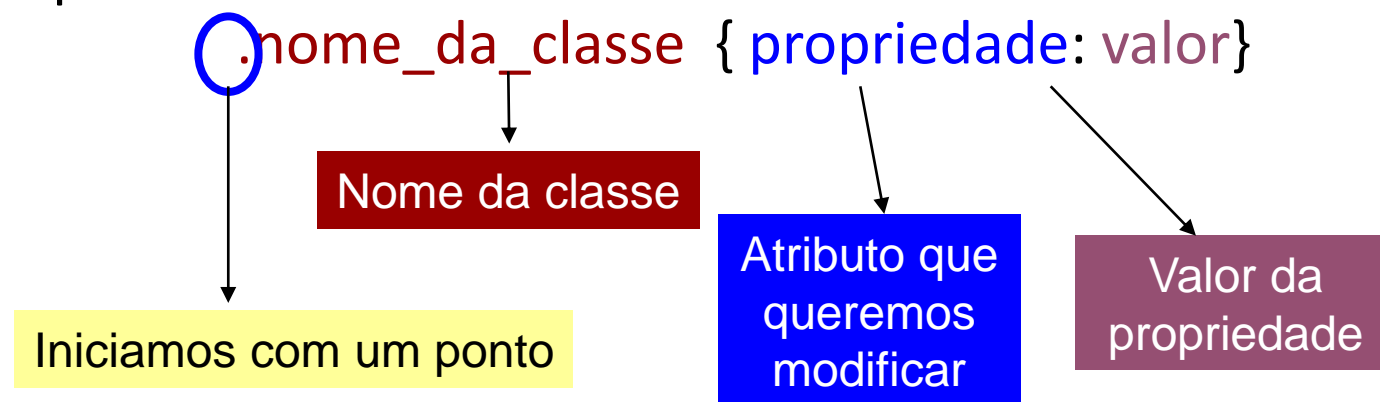 .nome_da_classe { propriedade: valor}
Nome da classe
Iniciamos com um ponto
Atributo que
queremos
modificar
Valor da
propriedade